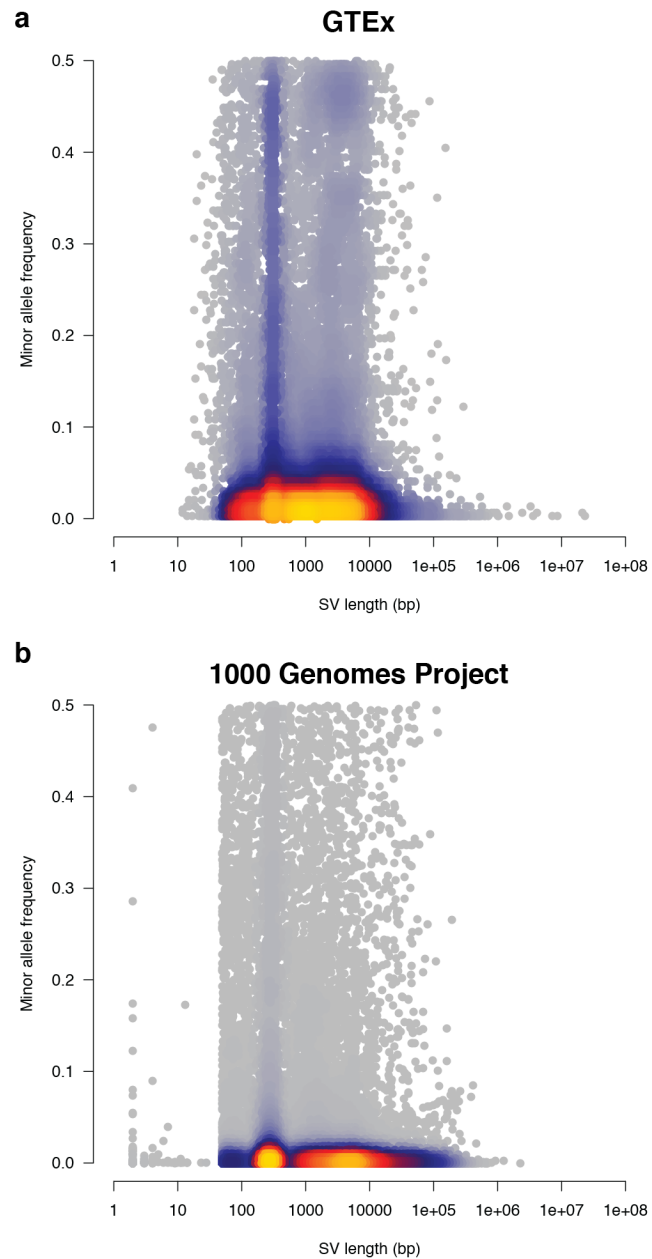 a
GTEx
0.5
0.4
0.3
0.2
0.1
0.0
Minor allele frequency
1 10 100 1000 10000 1e+05 1e+06 1e+07 1e+08
SV length (bp)
b
1000 Genomes Project
0.5
0.4
0.3
0.2
0.1
0.0
Minor allele frequency
1 10 100 1000 10000 1e+05 1e+06 1e+07 1e+08
SV length (bp)